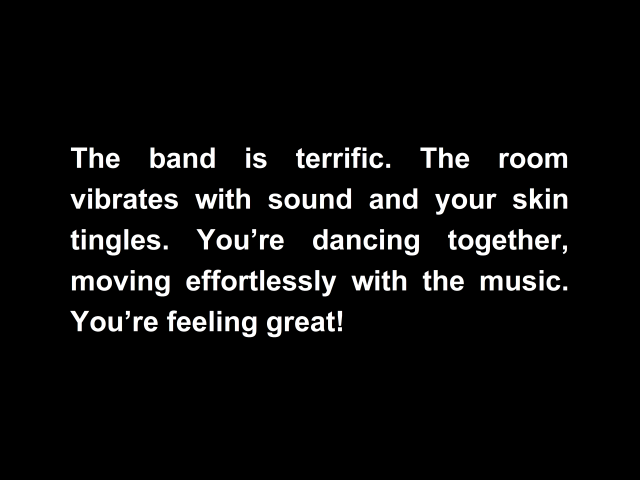 The band is terrific. The room
vibrates with sound and your skin
tingles. You’re dancing together,
moving effortlessly with the music.
You’re feeling great!